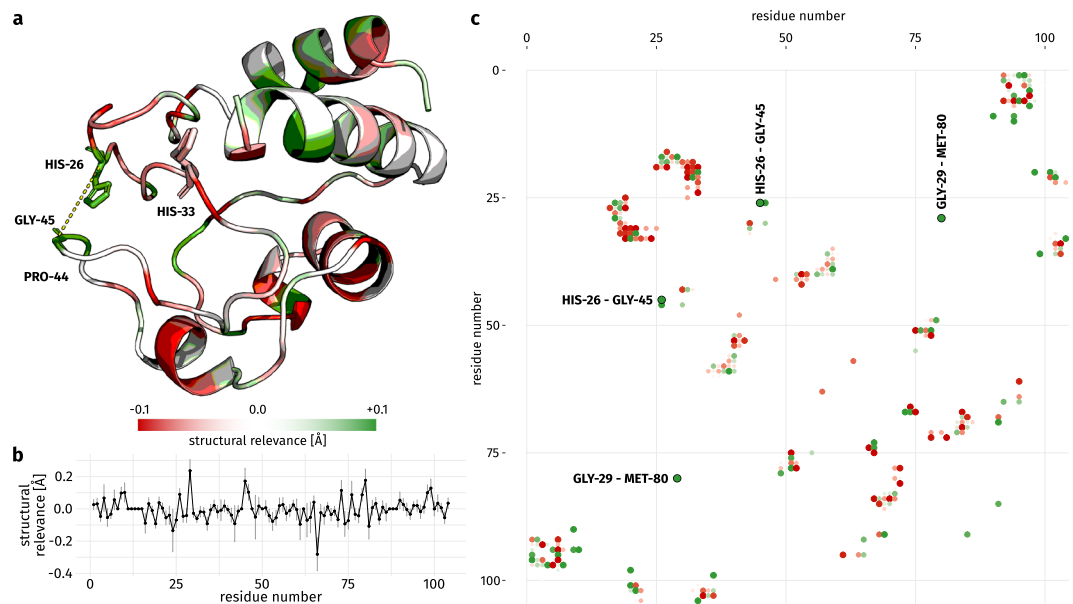 a
HIS-26
HIS-33
GLY-45
PRO-44
-0.1 0.0 +0.1
structural relevance [Å]
b
structural
relevance [Å]
0.2
0.0
-0.2
-0.4
0 25 50 75 100
residue number
c
residue number
0 25 50 75 100
residue number
0
25
50
75
100
HIS-26 - GLY-45
GLY-29 - MET-80
HIS-26 - GLY-45
GLY-29 - MET-80